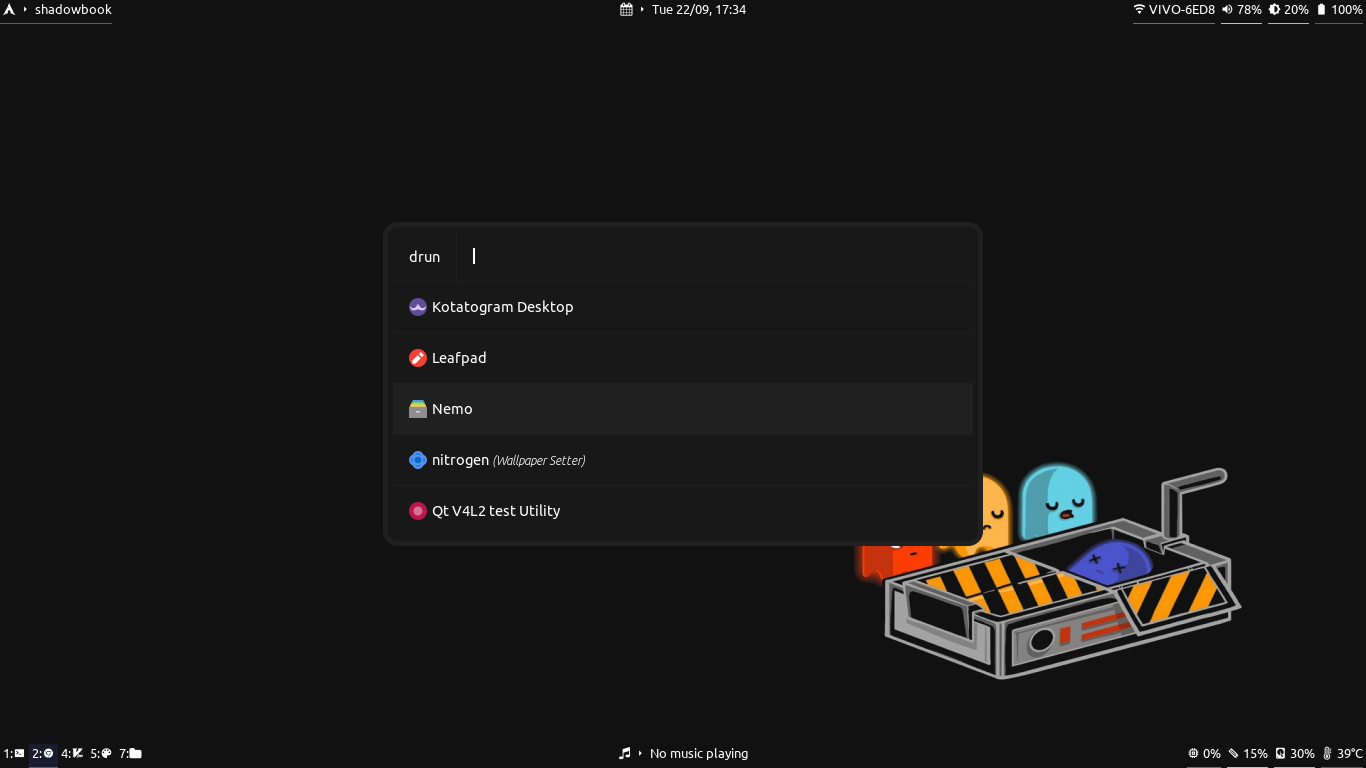 shadowbook
Tue 22/09, 17:34
VIVO-6ED8 78% 20% 100%
drun
Kotatogram Desktop
Leafpad
Nemo
nitrogen (Wallpaper Setter)
Qt V4L2 test Utility
1: 2: 4: 5: 7:
No music playing
0% 15% 30% 39°C